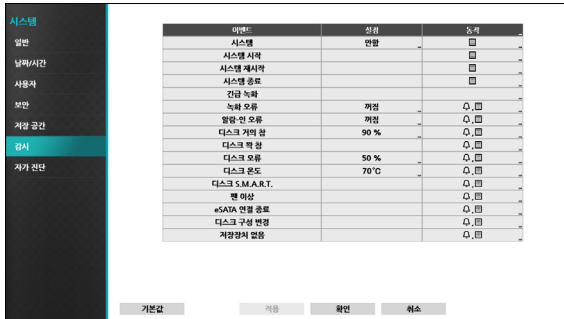 시스템
일반
날짜/시간
사용자
보안
저장 공간
감시
자가 진단
이벤트 설정 동작
시스템 안함
시스템 시작
시스템 재시작
시스템 종료
긴급 녹화
녹화 오류 꺼짐
알람-인 오류 꺼짐
디스크 거의 참 90 %
디스크 꽉 참
디스크 오류 50 %
디스크 온도 70°C
디스크 S.M.A.R.T.
팬 이상
eSATA 연결 종료
디스크 구성 변경
저장장치 없음
기본값 적용 확인 취소